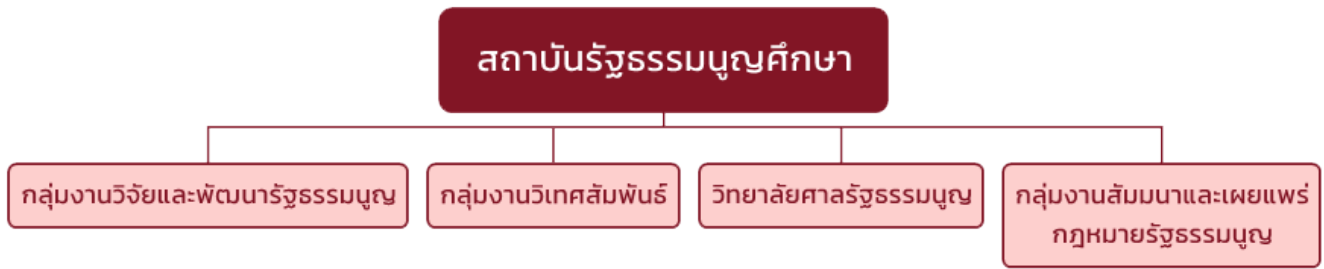 สถาบันรัฐธรรมนูญศึกษา
กลุ่มงานวิจัยและพัฒนารัฐธรรมนูญ
กลุ่มงานวิเทศสัมพันธ์
วิทยาลัยศาลรัฐธรรมนูญ
กลุ่มงานสัมมนาและเผยแพร่
กฎหมายรัฐธรรมนูญ